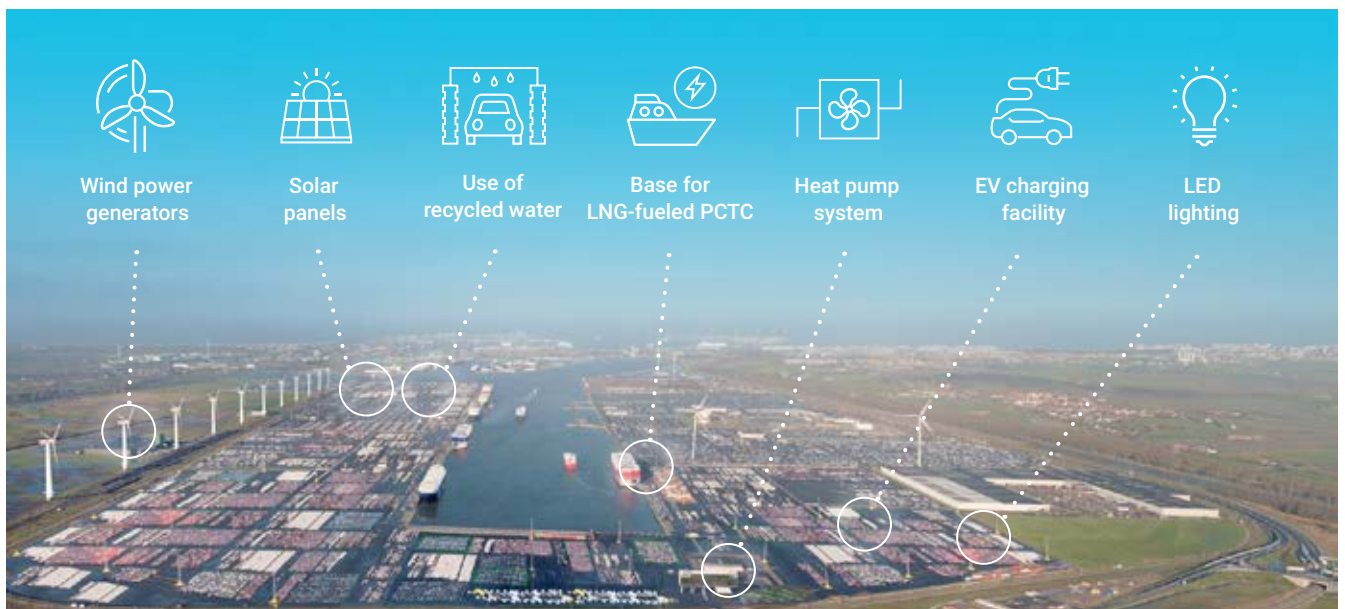 Wind power
generators
Solar
panels
Use of
recycled water
Base for
LNG-fueled PCTC
Heat pump
system
EV charging
facility
LED
lighting